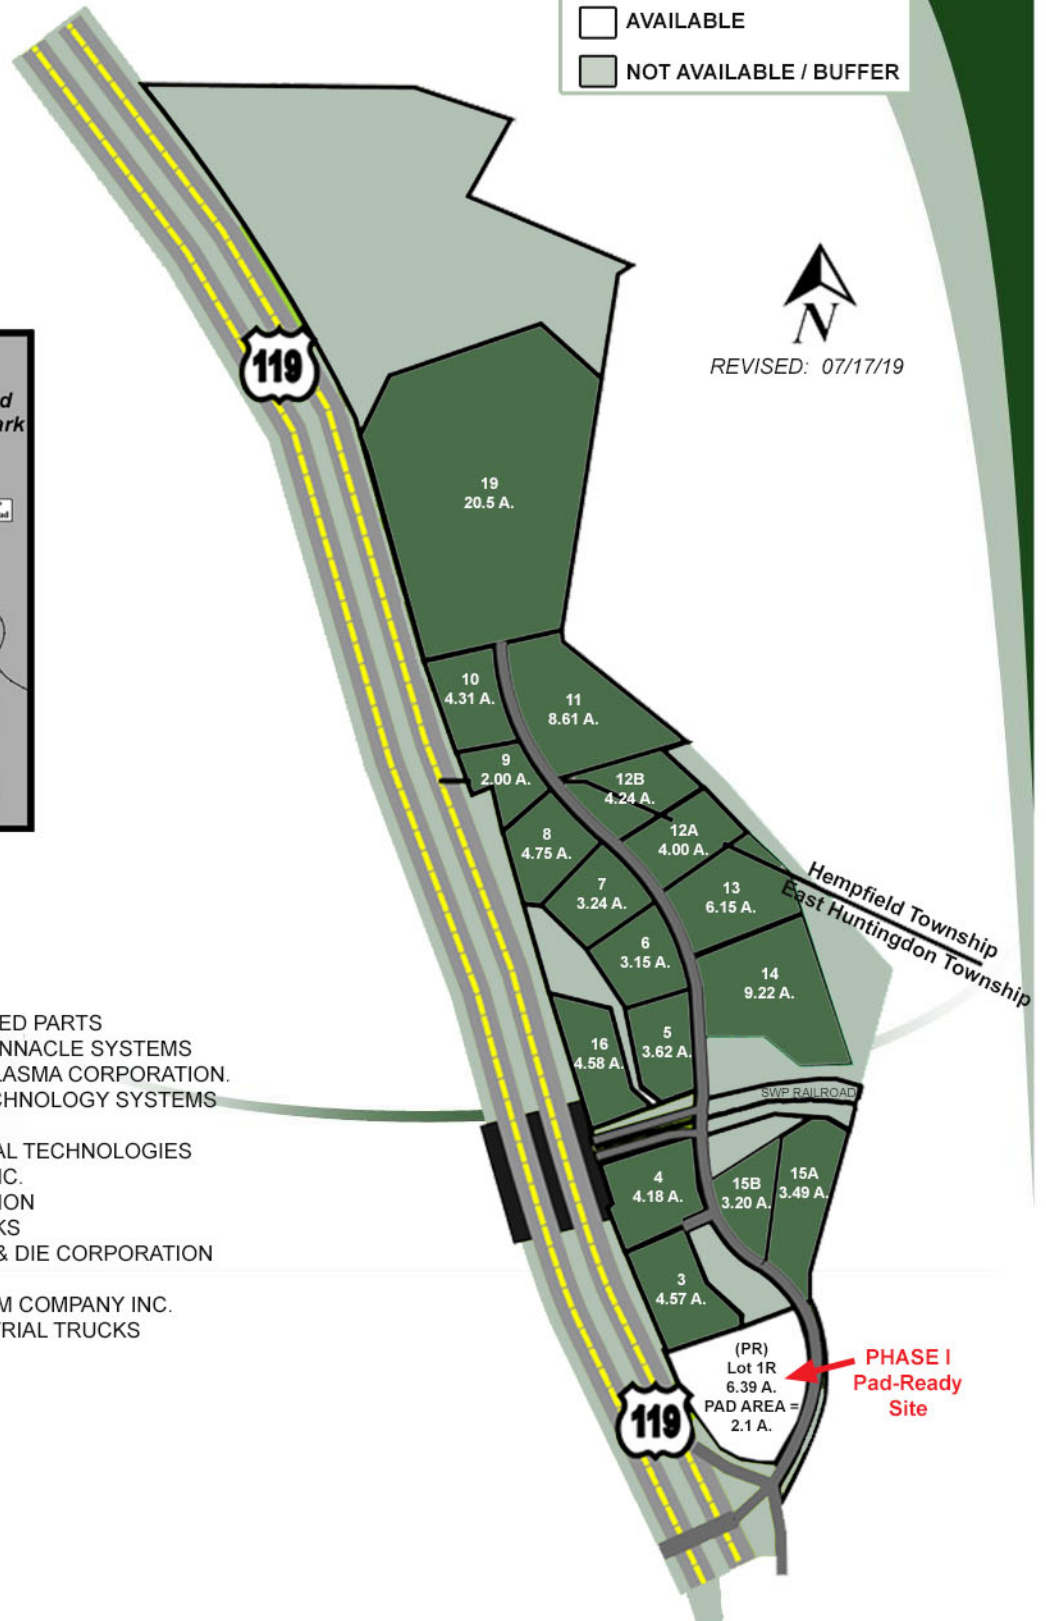 AVAILABLE
NOT AVAILABLE / BUFFER
N
REVISED: 07/17/19
119
19
20.5 A.
10
4.31 A.
11
8.61 A.
9
2.00 A.
12B
4.24 A.
12A
4.00 A.
8
4.75 A.
7
3.24 A.
13
6.15 A.
Hempfield Township
East Huntingdon Township
6
3.15 A.
14
9.22 A.
16
4.58 A.
5
3.62 A.
SWP RAILROAD
4
4.18 A.
15B
3.20 A.
15A
3.49 A.
3
4.57 A.
(PR)
Lot 1R
6.39 A.
PAD AREA =
2.1 A.
PHASE I
Pad-Ready
Site
119
ED PARTS
NNACLE SYSTEMS
LASMA CORPORATION.
CHNOLOGY SYSTEMS
AL TECHNOLOGIES
C.
ION
KS
& DIE CORPORATION
M COMPANY INC.
TRIAL TRUCKS